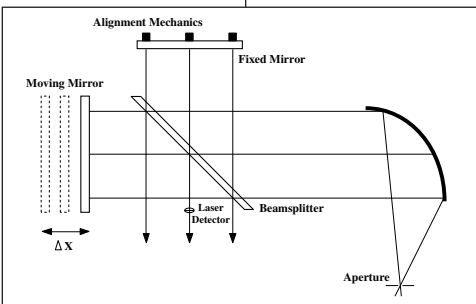 Alignment Mechanics
Fixed Mirror
Moving Mirror
Laser
Detector
Beamsplitter
Δ X
Aperture